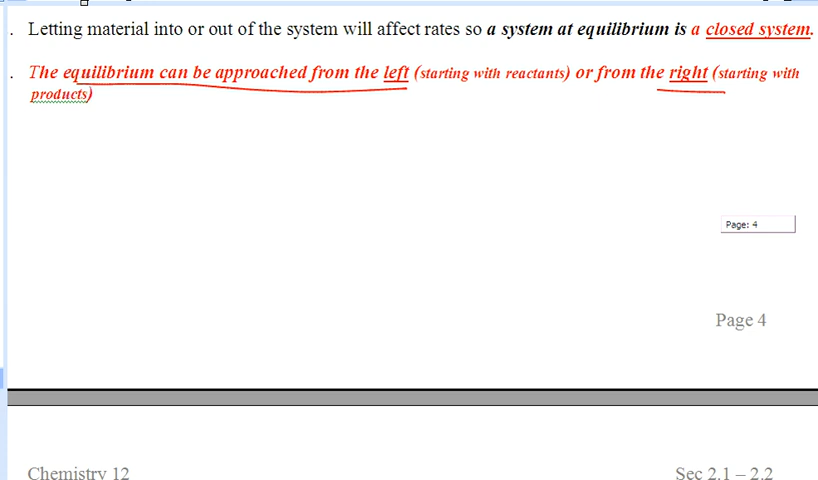 . Letting material into or out of the system will affect rates so a system at equilibrium is a closed system.
. The equilibrium can be approached from the left (starting with reactants) or from the right (starting with
products)
Page: 4
Page 4
Chemistry 12 Sec 2.1 – 2.2